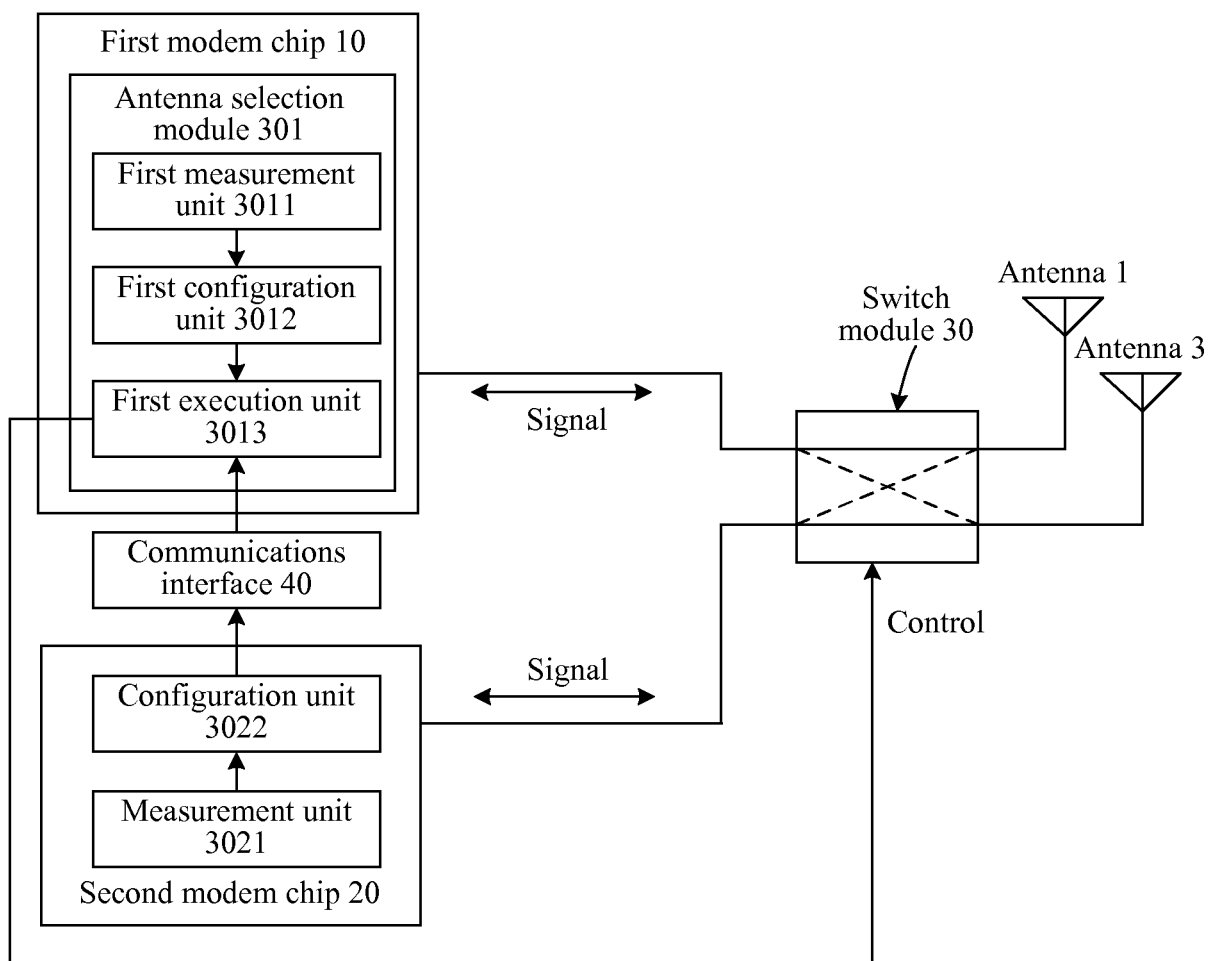 First modem chip 10
Antenna selection
module 301
First measurement
unit 3011
First configuration
unit 3012
First execution unit
3013
Communications
interface 40
Configuration unit
3022
Measurement unit
3021
Second modem chip 20
Signal
Signal
Switch
module 30
Antenna 1
Antenna 3
Control